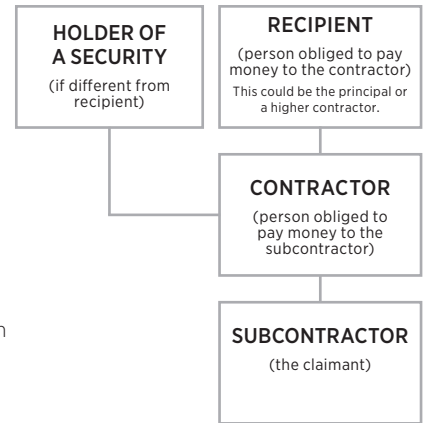 HOLDER OF
A SECURITY
(if different from
recipient)
RECIPIENT
(person obliged to pay
money to the contractor)
This could be the principal or
a higher contractor.
CONTRACTOR
(person obliged to
pay money to the
subcontractor)
SUBCONTRACTOR
(the claimant)